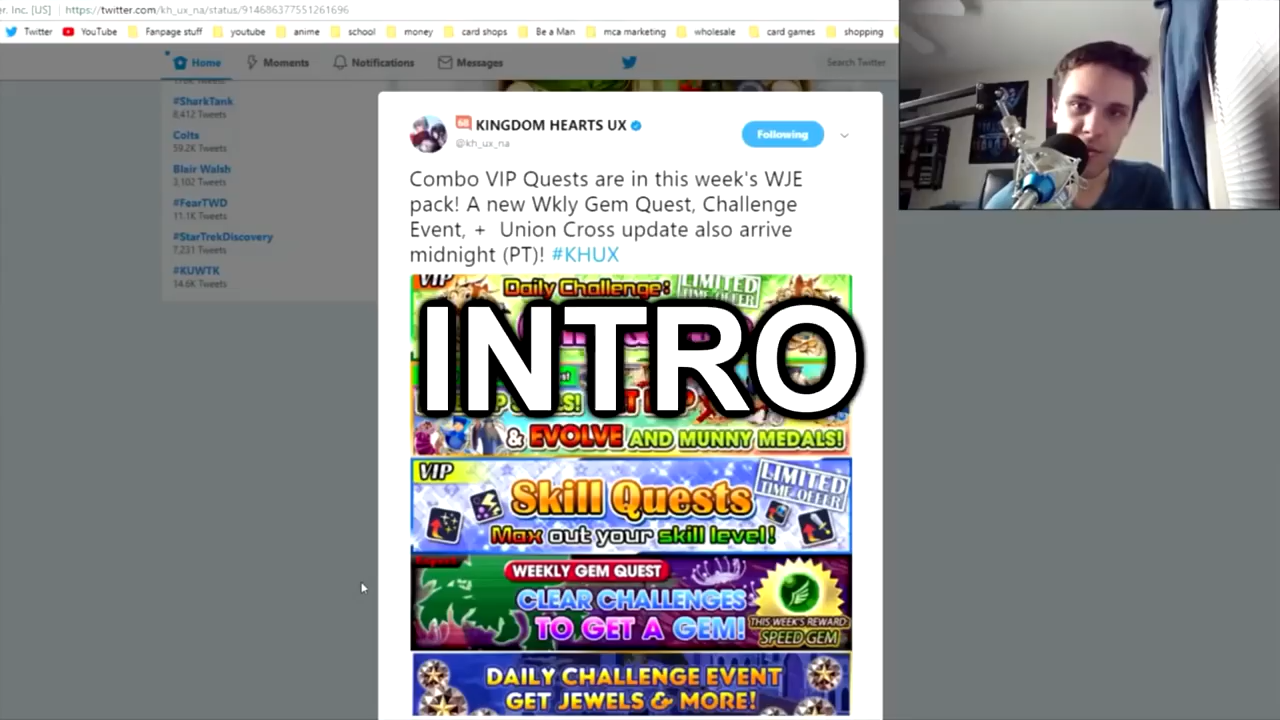 r. Inc. [US] | https://twitter.com/kh_ux_na/status/914686377551261696
Twitter YouTube Fanpage stuff youtube anime school money card shops Be a Man mca marketing wholesale card games shopping
Home Moments Notifications Messages Search Twitter
#SharkTank
8,412 Tweets
Colts
59.2K Tweets
Blair Walsh
3,102 Tweets
#FearTWD
11.1K Tweets
#StarTrekDiscovery
7,231 Tweets
#KUWTK
14.6K Tweets
KINGDOM HEARTS UX
@kh_ux_na
Following
Combo VIP Quests are in this week's WJE
pack! A new Wkly Gem Quest, Challenge
Event, + Union Cross update also arrive
midnight (PT)! #KHUX
VIP
Daily Challenge:
LIMITED
TIME OFFER
INTRO
& EVOLVE AND MUNNY MEDALS!
VIP
LIMITED
TIME OFFER
Skill Quests
Max out your skill level!
WEEKLY GEM QUEST
CLEAR CHALLENGES
TO GET A GEM!
THIS WEEK'S REWARD:
SPEED GEM
DAILY CHALLENGE EVENT
GET JEWELS & MORE!